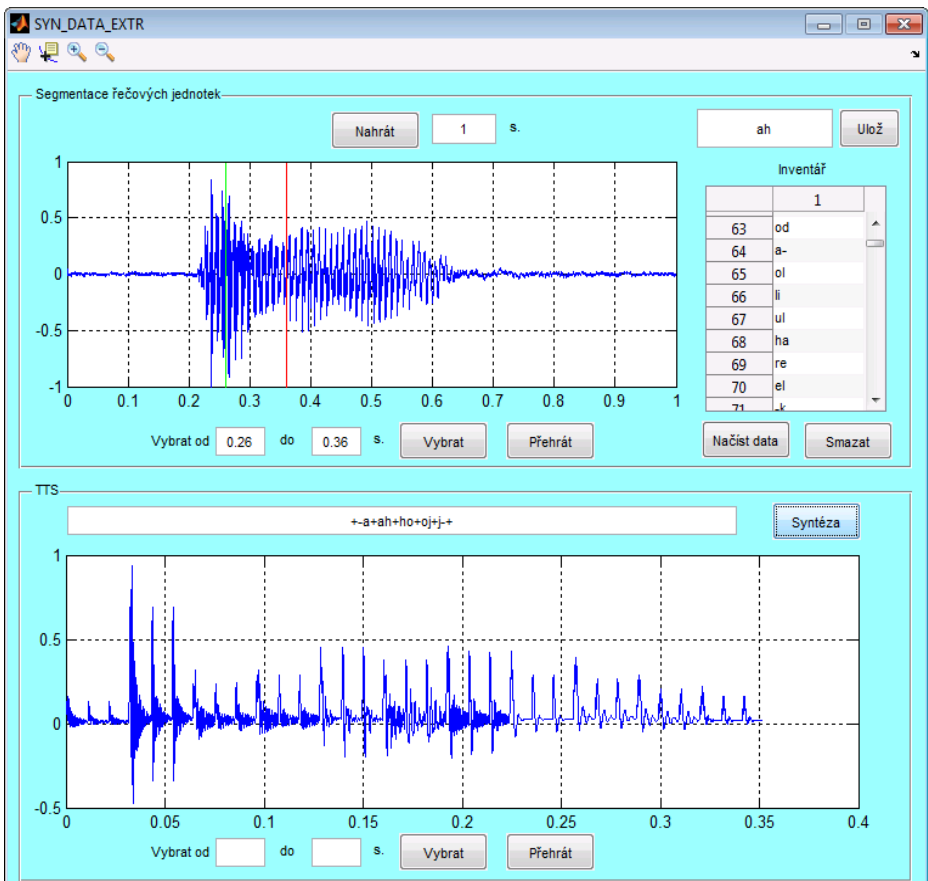 SYN_DATA_EXTR
Segmentace řečových jednotek
Nahrát 1 s. ah Ulož
Inventář
1
63 od
64 a-
65 ol
66 li
67 ul
68 ha
69 re
70 el
71 -k
1
0.5
0
-0.5
-1
0 0.1 0.2 0.3 0.4 0.5 0.6 0.7 0.8 0.9 1
Vybrat od 0.26 do 0.36 s. Vybrat Přehrát Načíst data Smazat
TTS
+-a+ah+ho+oj+j-+ Syntéza
1
0.5
0
-0.5
0 0.05 0.1 0.15 0.2 0.25 0.3 0.35 0.4
Vybrat od do s. Vybrat Přehrát